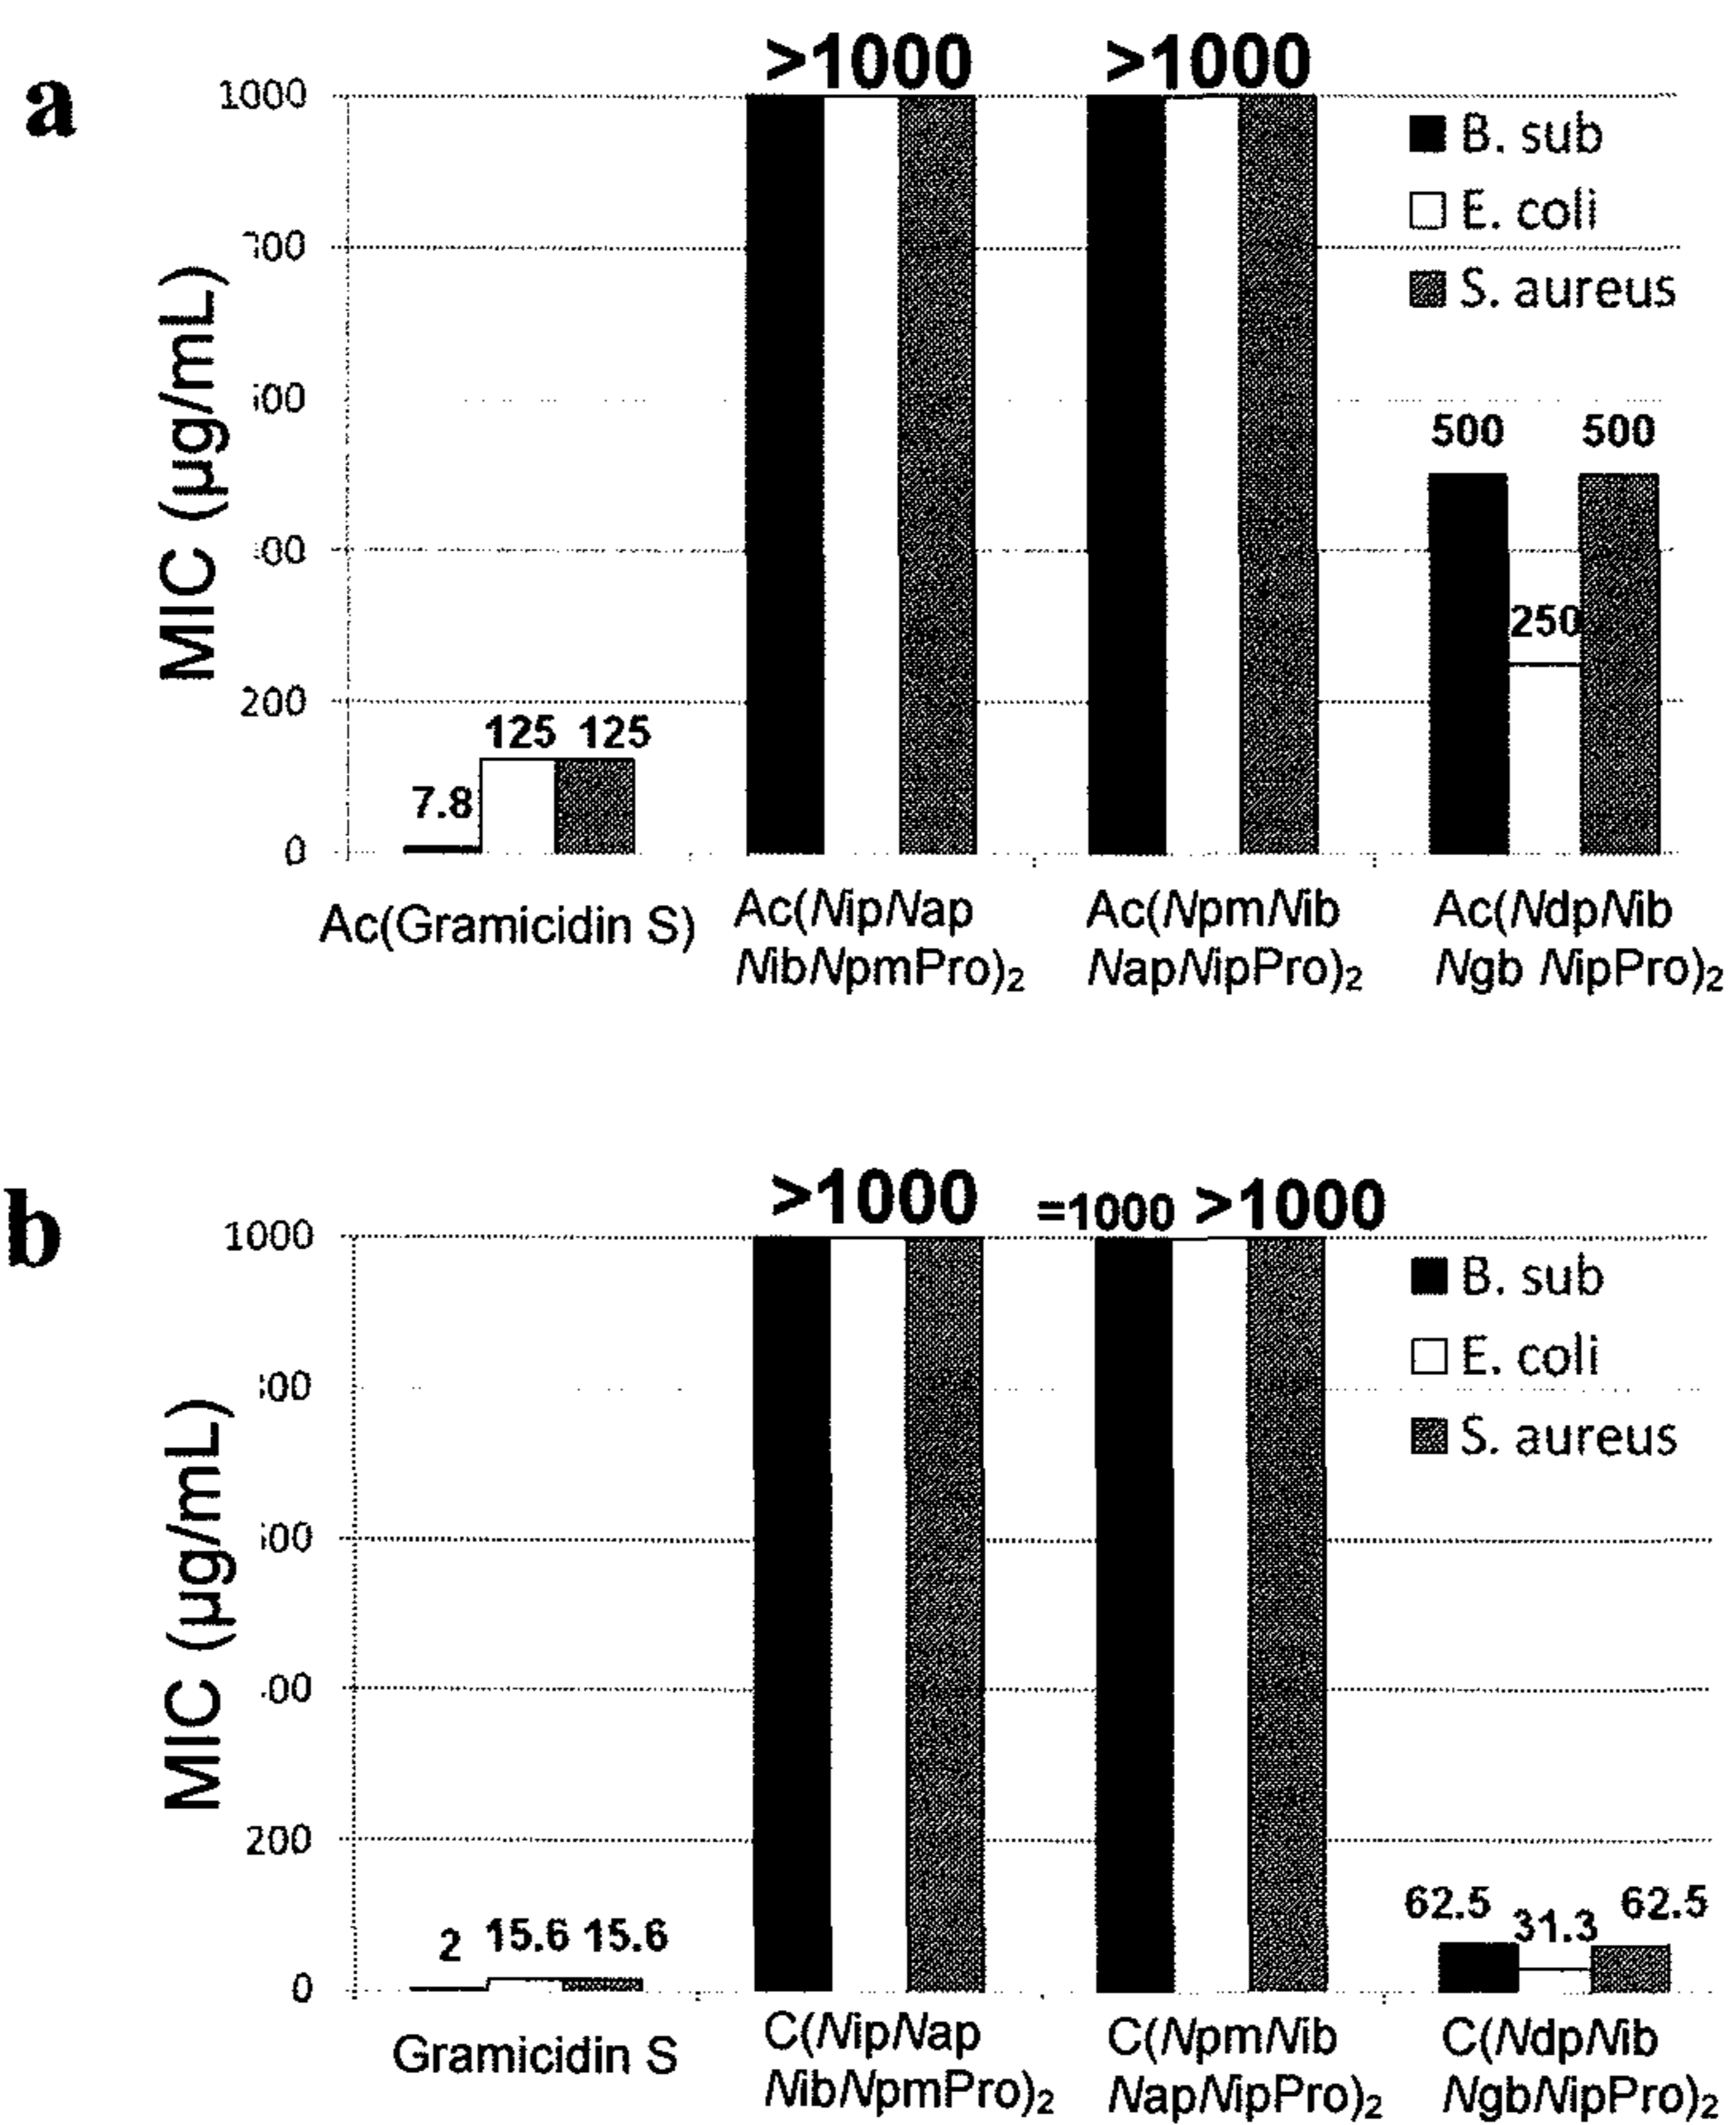 a
>1000 >1000
1000
B. sub
E. coli
S. aureus
MIC (µg/mL)
500 500
250
200
125 125
7.8
0
Ac(Gramicidin S)
Ac(NipNap
NibNpmPro)2
Ac(NpmNib
NapNipPro)2
Ac(NdpNib
Ngb NipPro)2
b
>1000 =1000 >1000
1000
B. sub
E. coli
S. aureus
MIC (µg/mL)
200
62.5 31.3 62.5
2 15.6 15.6
0
Gramicidin S
C(NipNap
NibNpmPro)2
C(NpmNib
NapNipPro)2
C(NdpNib
NgbNipPro)2